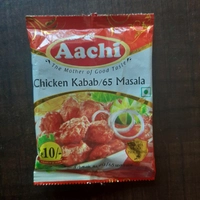 Aachi
The Mother of Good Taste
Chicken Kabab/65 Masala
10/-